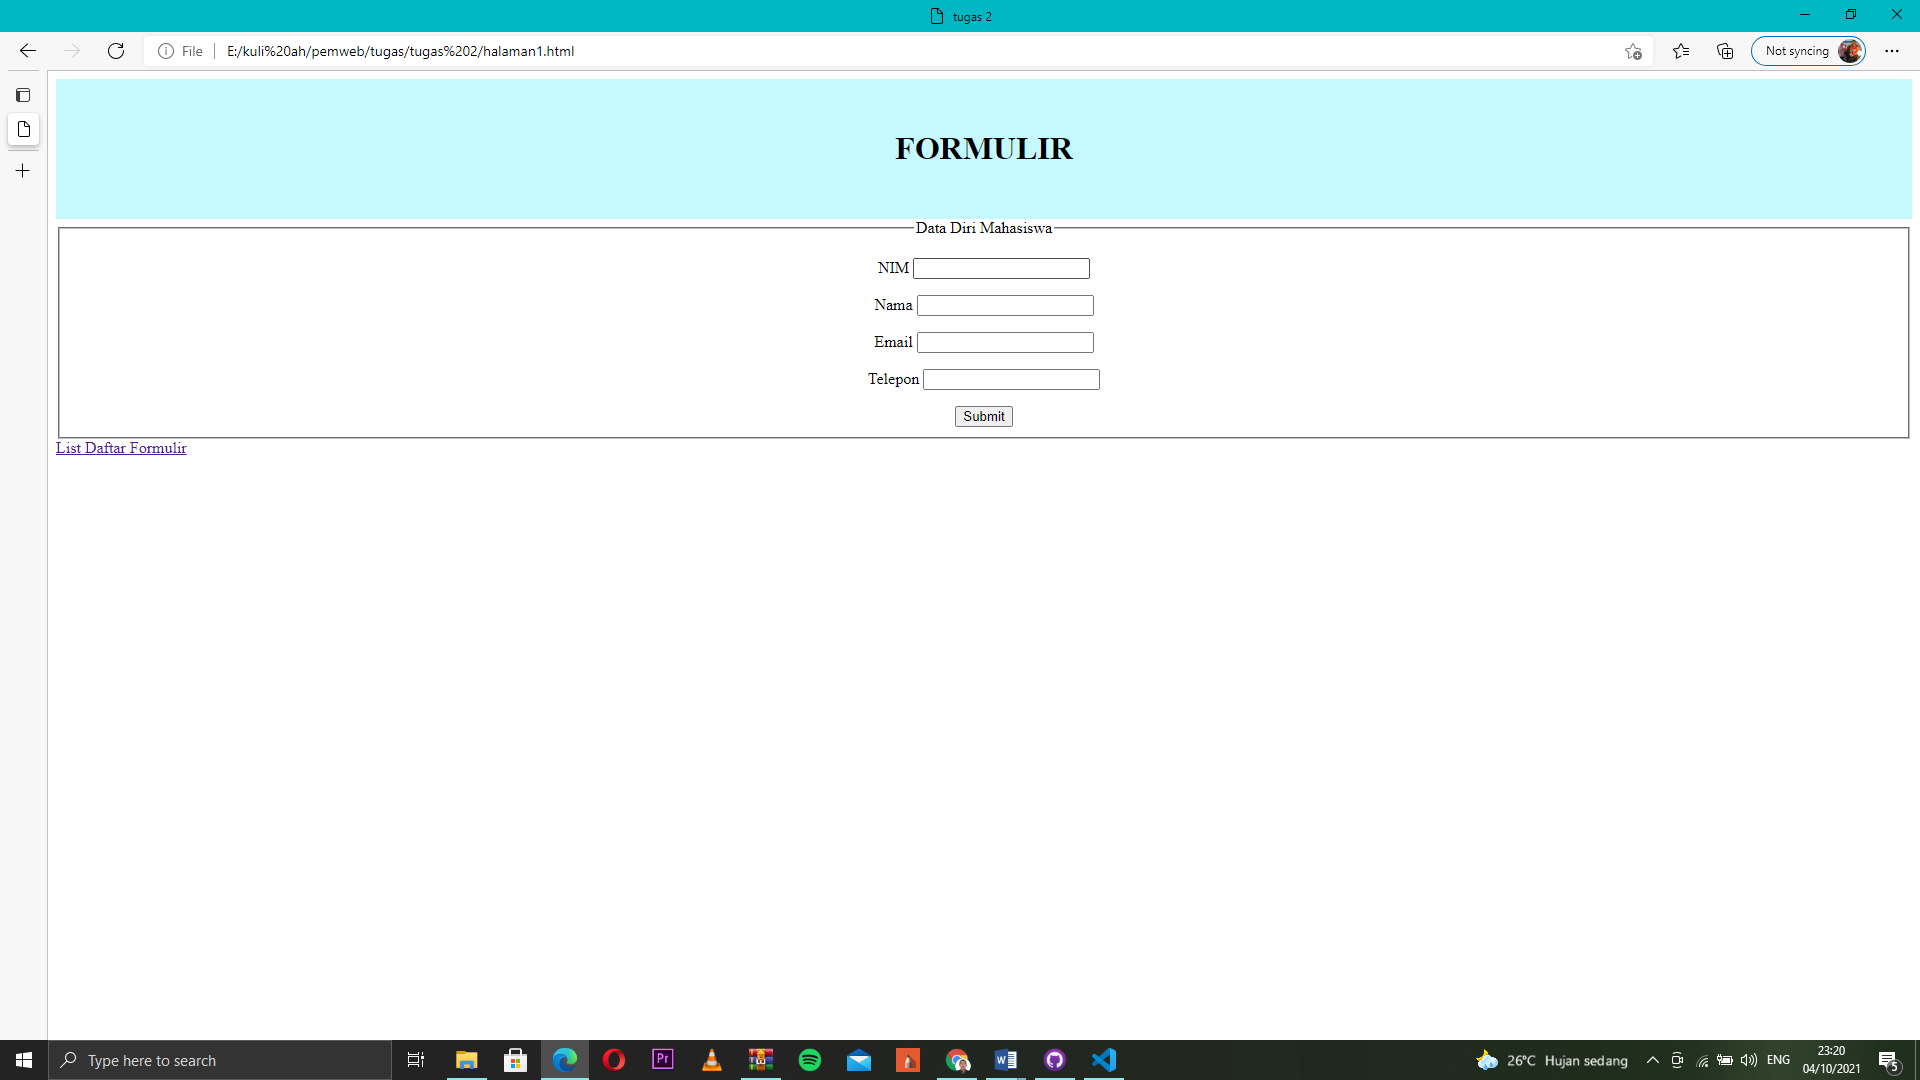 tugas 2
File
E:/kuli%20ah/pemweb/tugas/tugas%202/halaman1.html
Not syncing
FORMULIR
Data Diri Mahasiswa
NIM
Nama
Email
Telepon
Submit
List Daftar Formulir
Type here to search
Pr
26°C Hujan sedang
ENG
23:20
04/10/2021
5